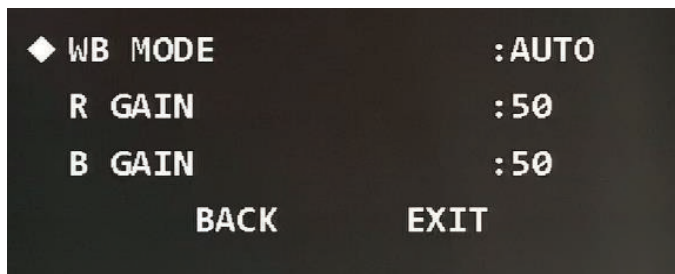 ◆ WB MODE :AUTO
R GAIN :50
B GAIN :50
BACK EXIT